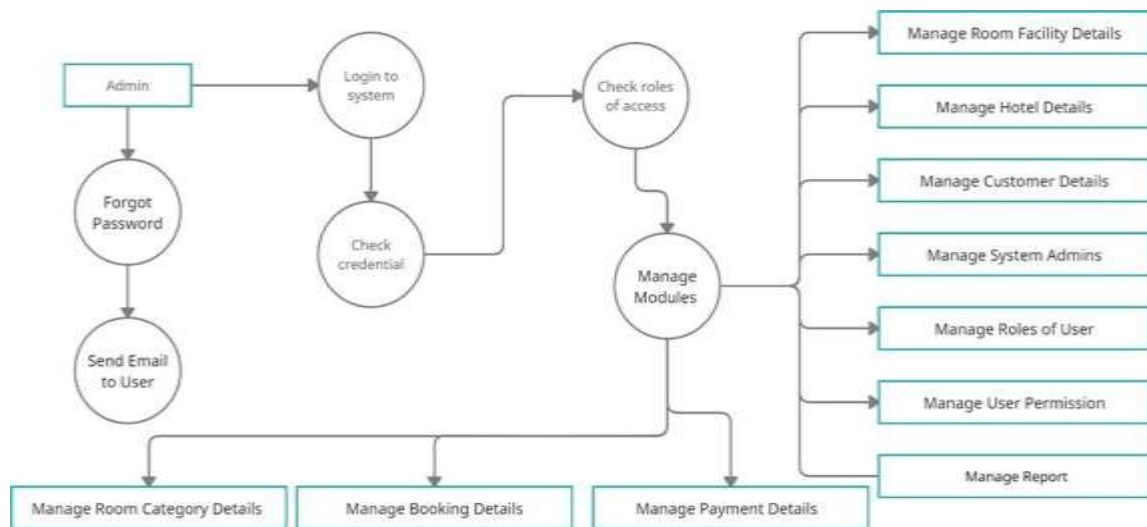 Admin
Login to
system
Check roles
of access
Manage Room Facility Details
Manage Hotel Details
Manage Customer Details
Forgot
Password
Check
credential
Manage
Modules
Manage System Admins
Manage Roles of User
Send Email
to User
Manage User Permission
Manage Report
Manage Room Category Details
Manage Booking Details
Manage Payment Details